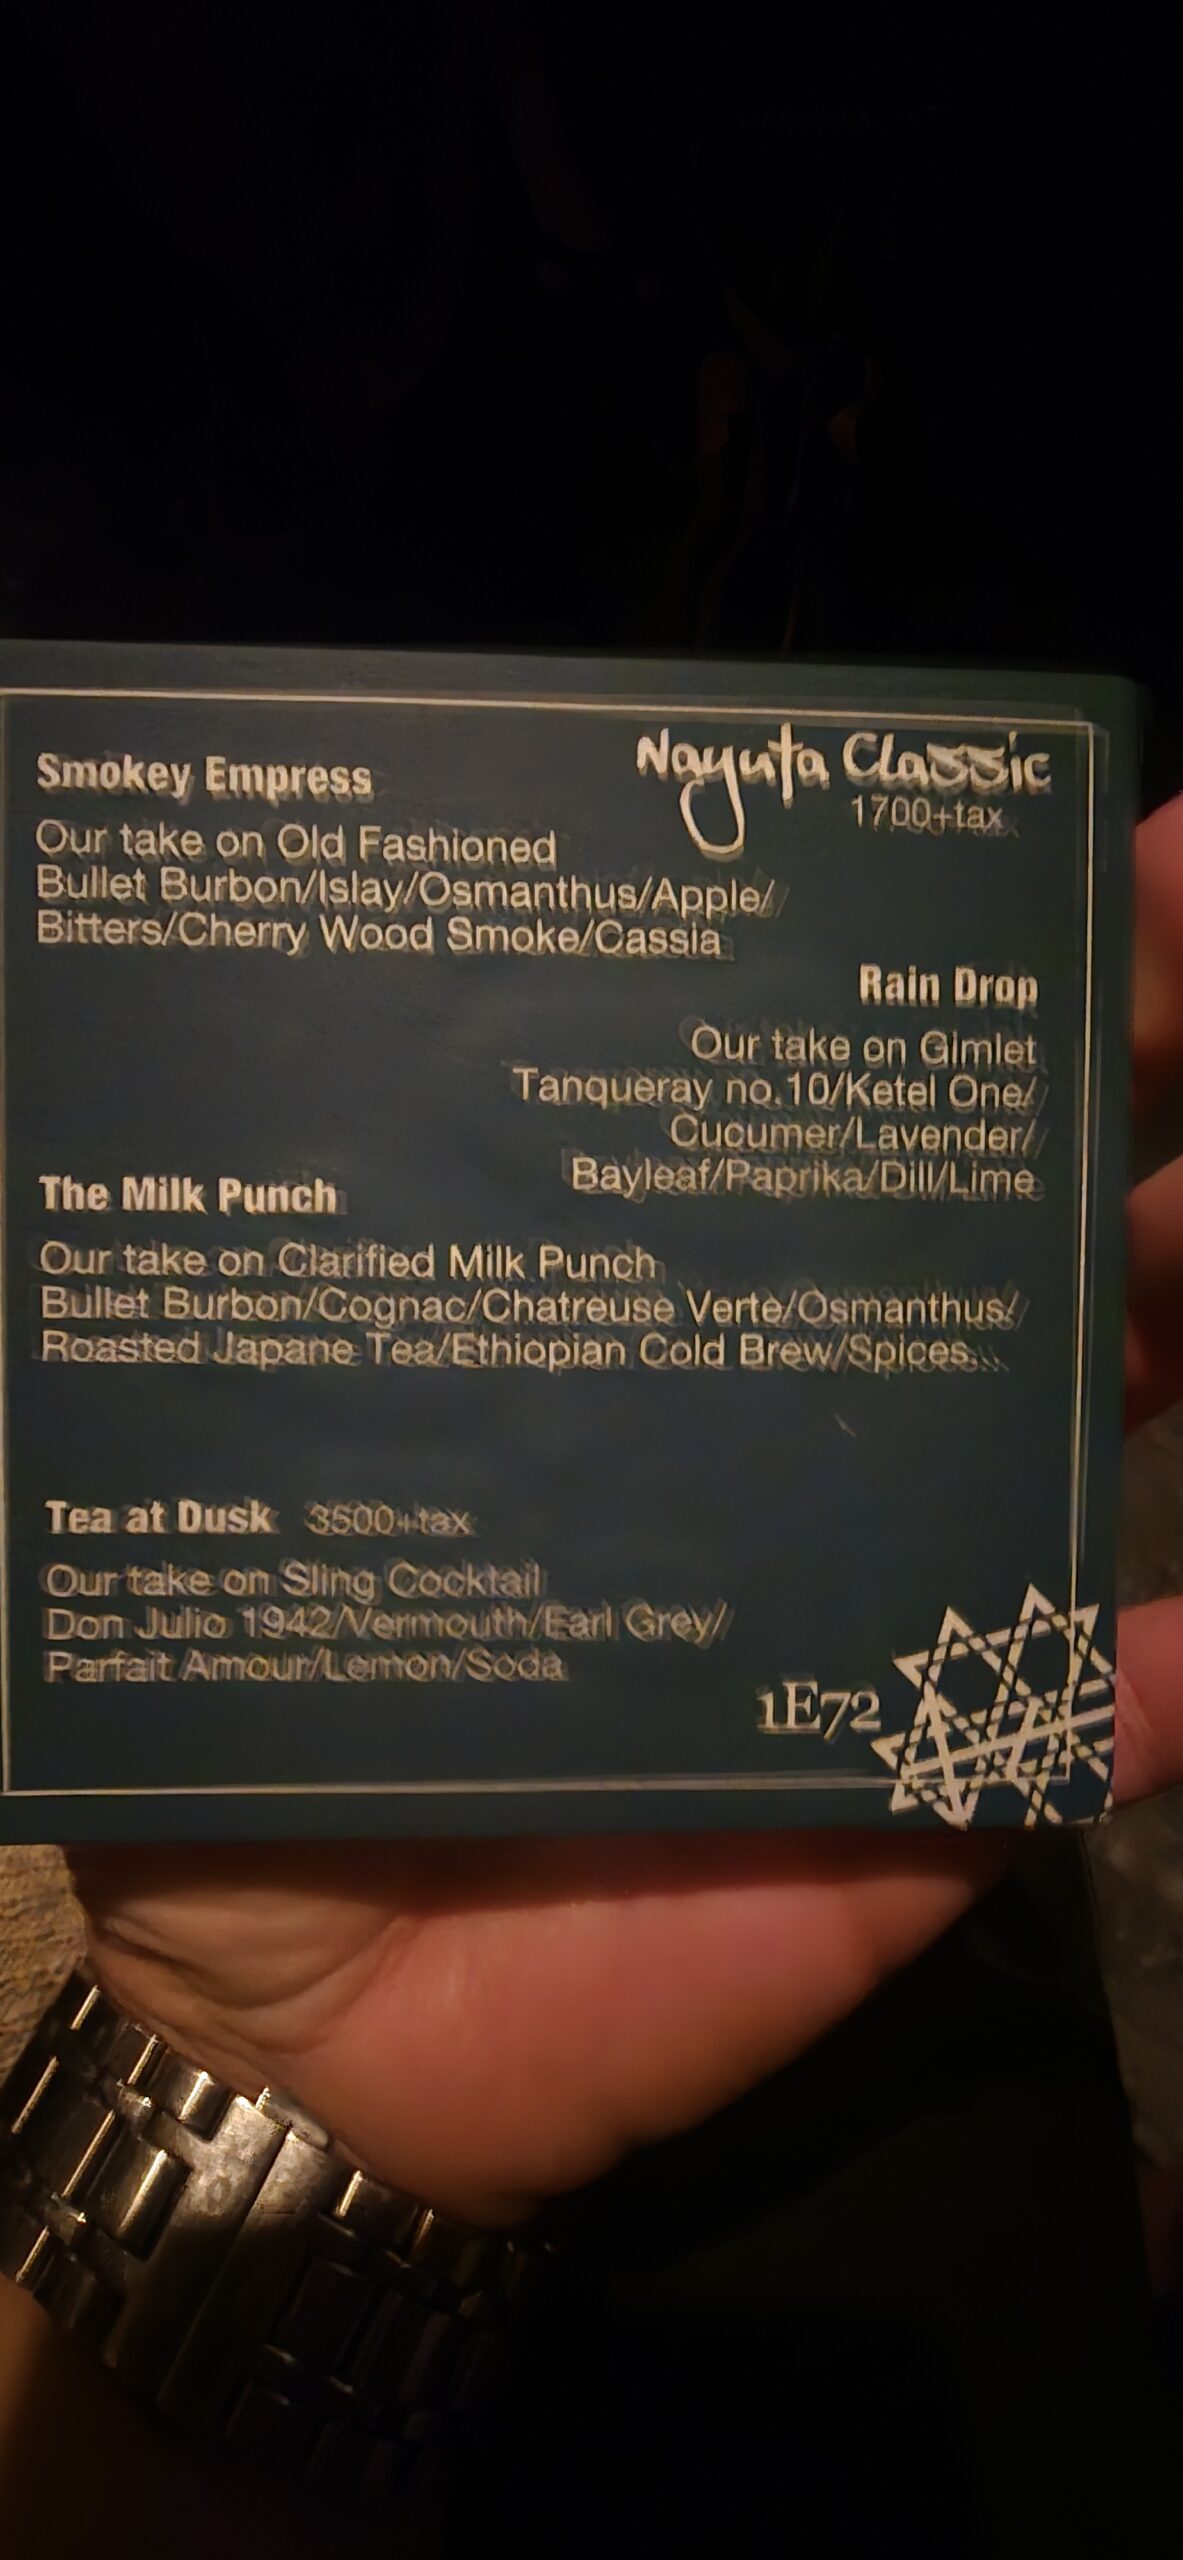 Nayuta Classic
1700+tax
Smokey Empress
Our take on Old Fashioned
Bullet Burbon/Islay/Osmanthus/Apple/
Bitters/Cherry Wood Smoke/Cassia
Rain Drop
Our take on Gimlet
Tanqueray no.10/Ketel One/
Cucumer/Lavender/
Bayleaf/Paprika/Dill/Lime
The Milk Punch
Our take on Clarified Milk Punch
Bullet Burbon/Cognac/Chatreuse Verte/Osmanthus/
Roasted Japane Tea/Ethiopian Cold Brew/Spices...
Tea at Dusk 3500+tax
Our take on Sling Cocktail
Don Julio 1942/Vermouth/Earl Grey/
Parfait Amour/Lemon/Soda
1E72